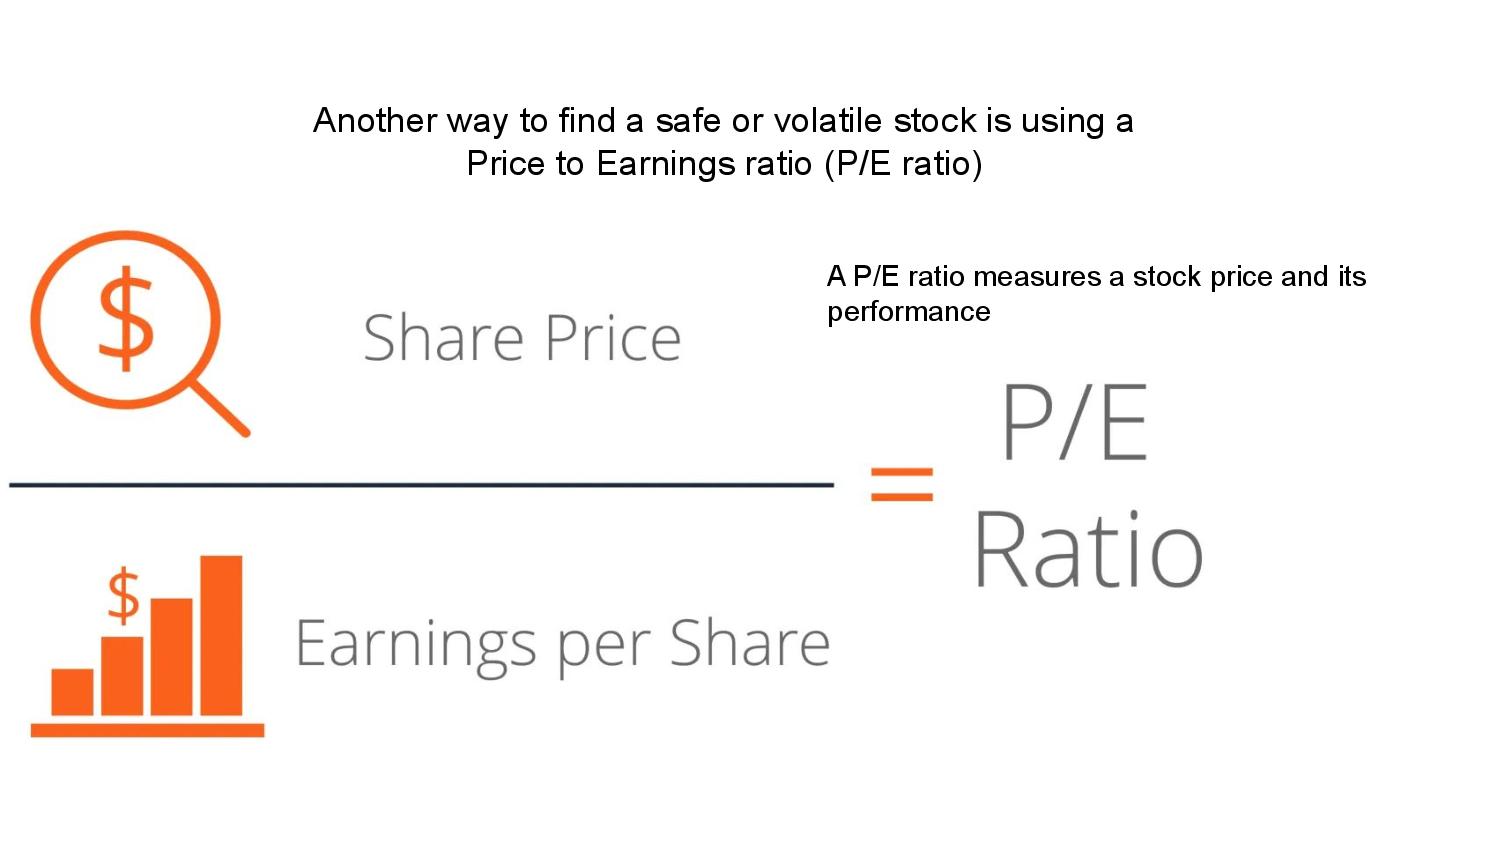 Another way to find a safe or volatile stock is using a
Price to Earnings ratio (P/E ratio)
$
Share Price
A P/E ratio measures a stock price and its
performance
=
P/E
Ratio
$
Earnings per Share